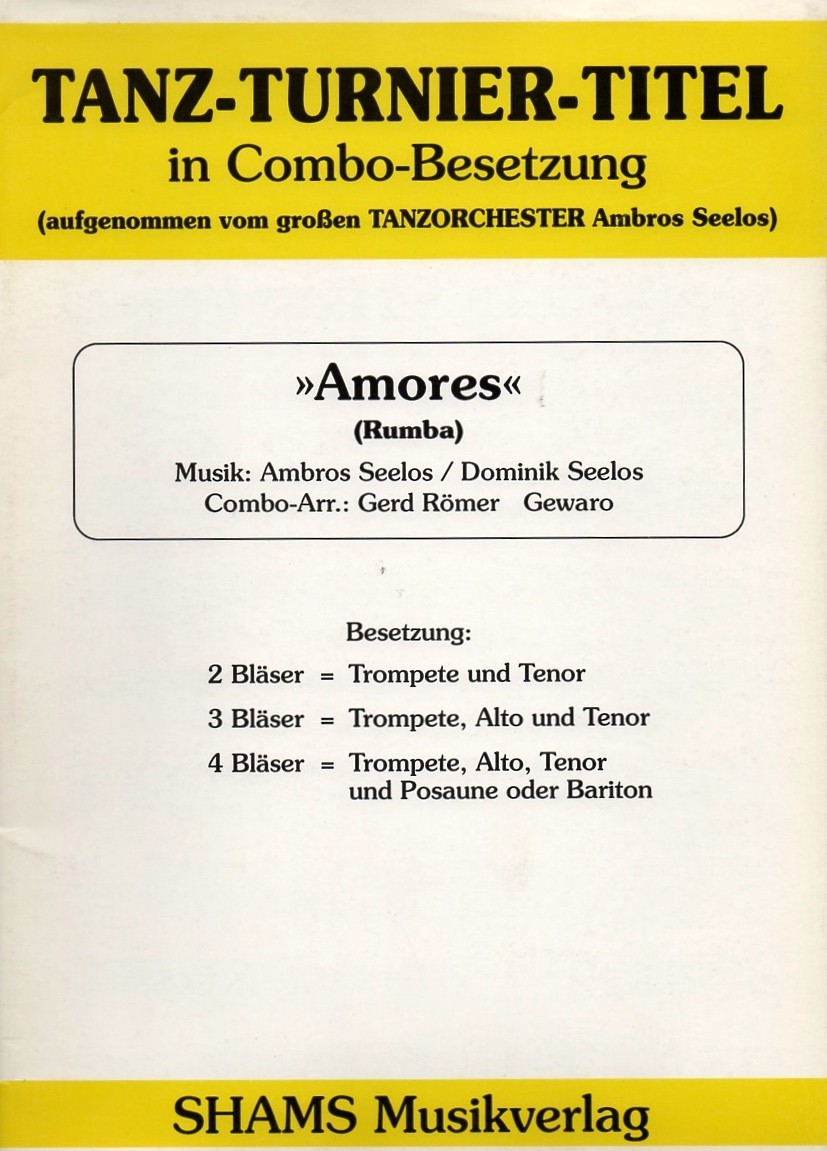 TANZ-TURNIER-TITEL
in Combo-Besetzung
(aufgenommen vom großen TANZORCHESTER Ambros Seelos)
»Amores«
(Rumba)
Musik: Ambros Seelos / Dominik Seelos
Combo-Arr.: Gerd Römer Gewaro
Besetzung:
2 Bläser = Trompete und Tenor
3 Bläser = Trompete, Alto und Tenor
4 Bläser = Trompete, Alto, Tenor
und Posaune oder Bariton
SHAMS Musikverlag